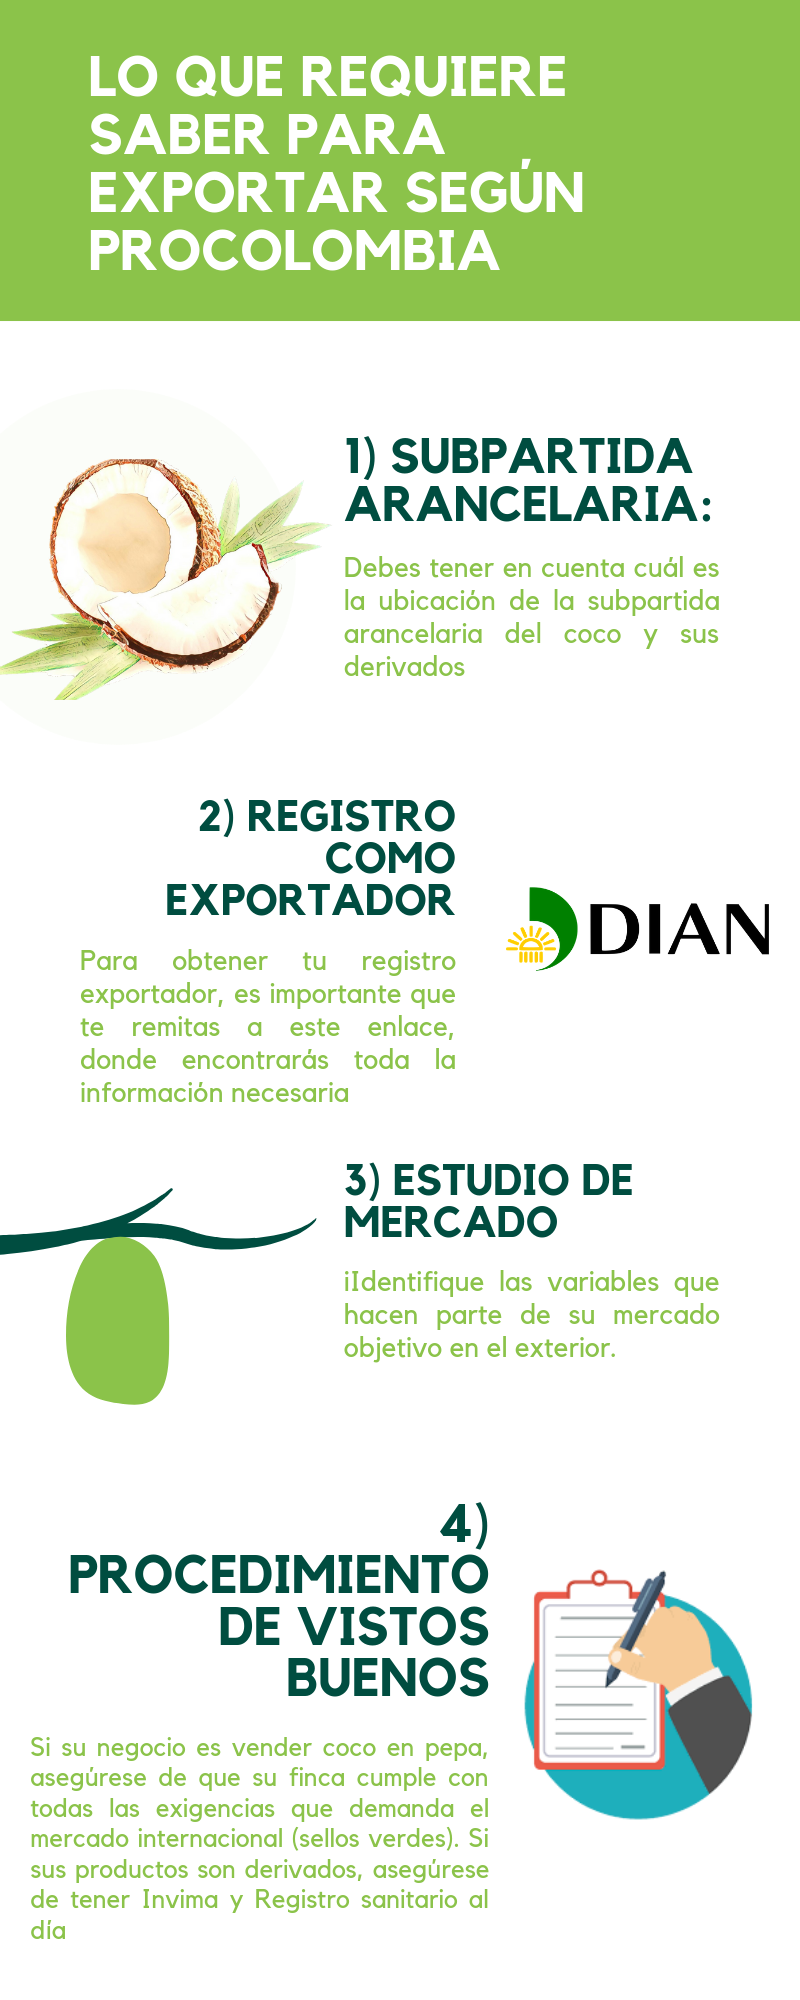 LO QUE REQUIERE
SABER PARA
EXPORTAR SEGÚN
PROCOLOMBIA
1) SUBPARTIDA
ARANCELARIA:
Debes tener en cuenta cuál es
la ubicación de la subpartida
arancelaria del coco y sus
derivados
2) REGISTRO
COMO
EXPORTADOR
Para obtener tu registro
exportador, es importante que
te remitas a este enlace,
donde encontrarás toda la
información necesaria
DIAN
3) ESTUDIO DE
MERCADO
iIdentifique las variables que
hacen parte de su mercado
objetivo en el exterior.
4)
PROCEDIMIENTO
DE VISTOS
BUENOS
Si su negocio es vender coco en pepa,
asegúrese de que su finca cumple con
todas las exigencias que demanda el
mercado internacional (sellos verdes). Si
sus productos son derivados, asegúrese
de tener Invima y Registro sanitario al
día